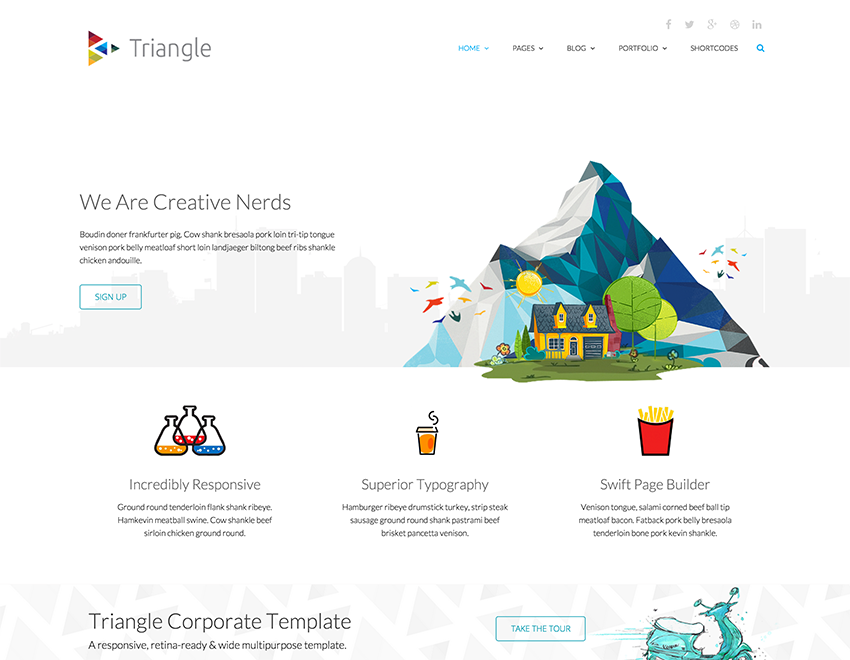 Triangle
HOME PAGES BLOG PORTFOLIO SHORTCODES
We Are Creative Nerds
Boudin doner frankfurter pig. Cow shank bresaola pork loin tri-tip tongue
venison pork belly meatloaf short loin landjaeger biltong beef ribs shankle
chicken andouille.
SIGN UP
Incredibly Responsive
Ground round tenderloin flank shank ribeye.
Hamkevin meatball swine. Cow shankle beef
sirloin chicken ground round.
Superior Typography
Hamburger ribeye drumstick turkey, strip steak
sausage ground round shank pastrami beef
brisket pancetta venison.
Swift Page Builder
Venison tongue, salami corned beef ball tip
meatloaf bacon. Fatback pork belly bresaola
tenderloin bone pork kevin shankle.
Triangle Corporate Template
A responsive, retina-ready & wide multipurpose template.
TAKE THE TOUR